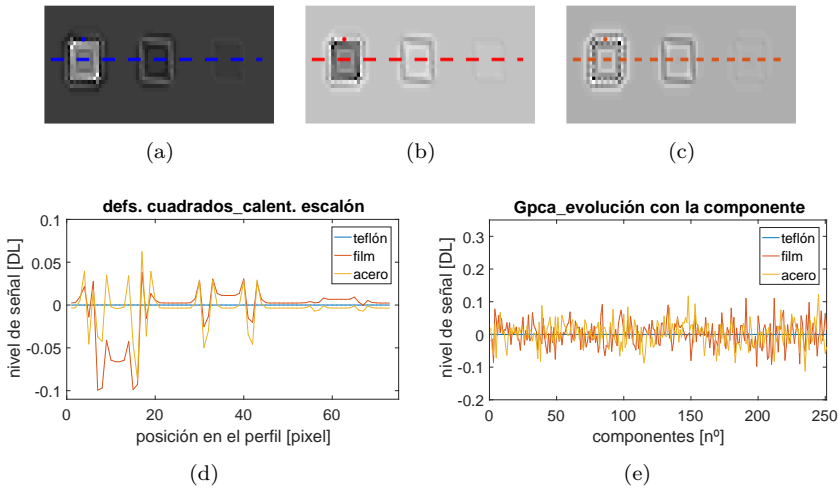 (a)
(b)
(c)
defs. cuadrados_calent. escalón
0.1
0.05
0
-0.05
-0.1
nivel de señal [DL]
teflón
film
acero
0
20
40
60
posición en el perfil [pixel]
(d)
Gpca_evolución con la componente
0.3
0.2
0.1
0
-0.1
-0.2
nivel de señal [DL]
teflón
film
acero
0
50
100
150
200
250
componentes [nº]
(e)